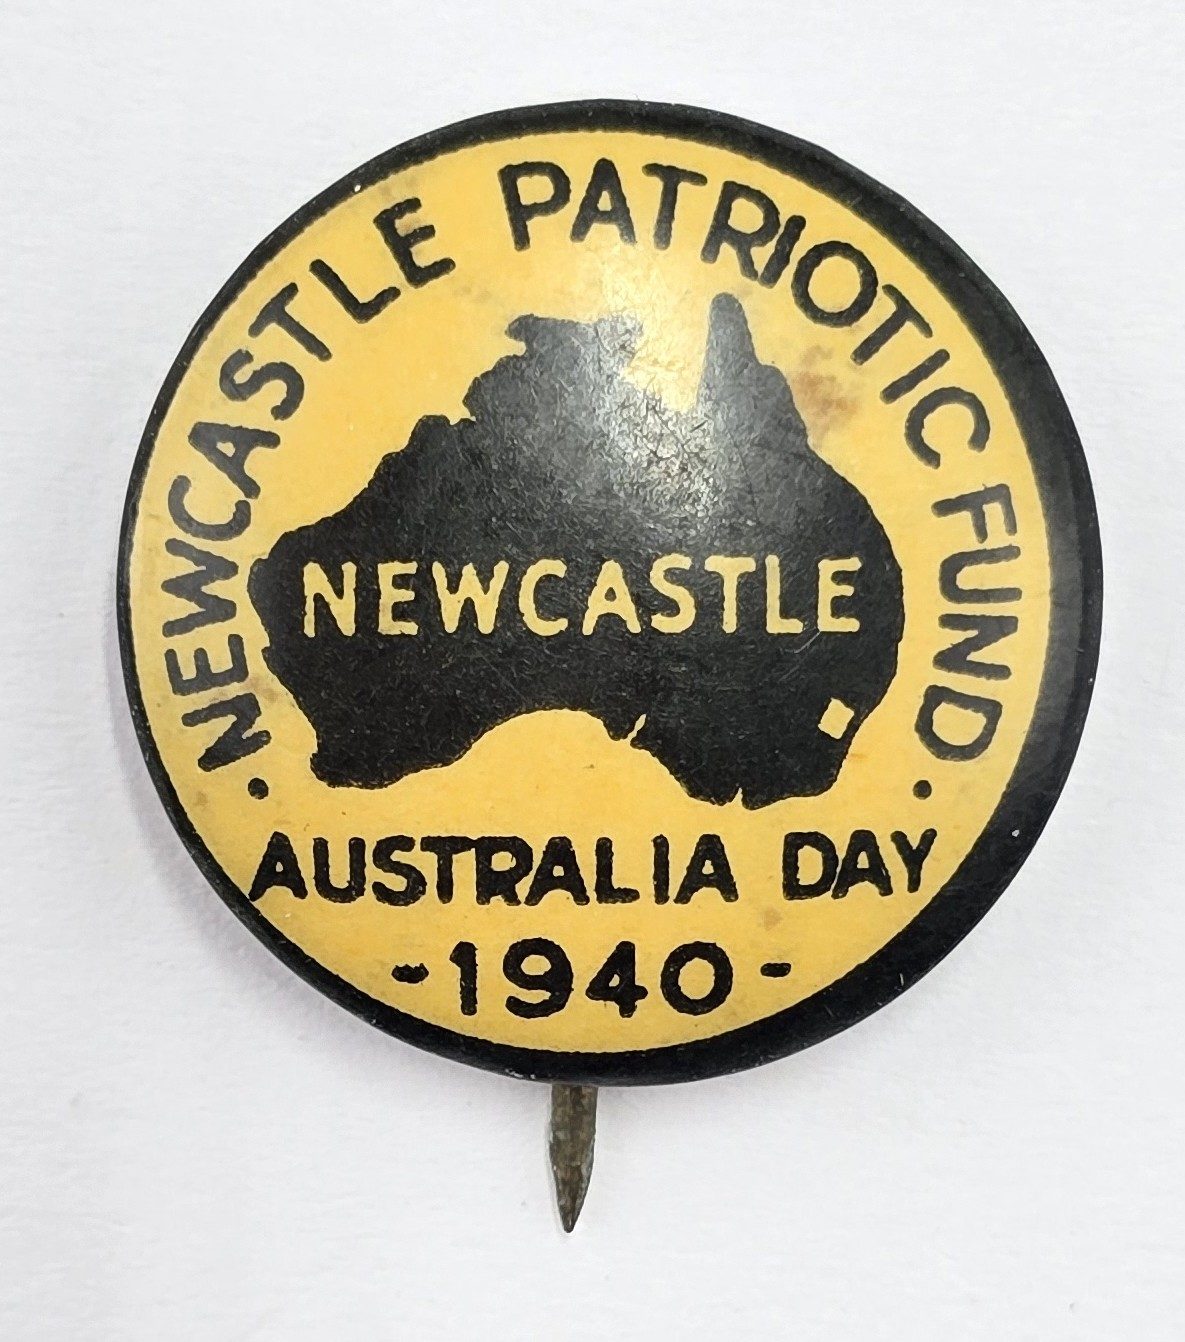 • NEWCASTLE PATRIOTIC FUND •
NEWCASTLE
AUSTRALIA DAY
- 1940 -